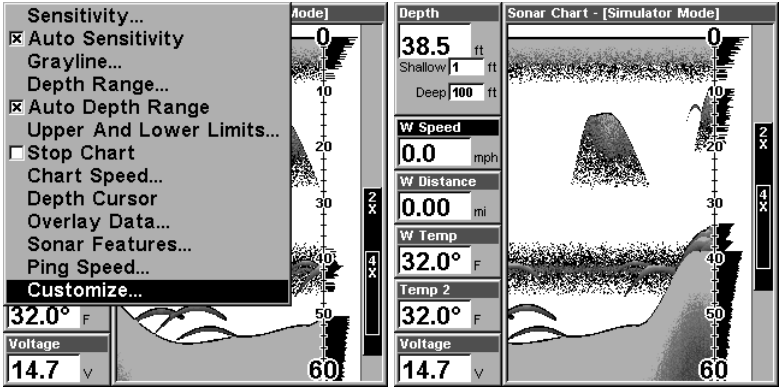 Sensitivity...
Auto Sensitivity
Grayline...
Depth Range...
Auto Depth Range
Upper And Lower Limits...
Stop Chart
Chart Speed...
Depth Cursor
Overlay Data...
Sonar Features...
Ping Speed...
Customize...
Mode]
0
10
20
30
40
50
60
2X
4X
32.0° F
Voltage
14.7 V
Depth
38.5 ft
Shallow 1 ft
Deep 100 ft
W Speed
0.0 mph
W Distance
0.00 mi
W Temp
32.0° F
Temp 2
32.0° F
Voltage
14.7 V
Sonar Chart - [Simulator Mode]
0
10
20
30
40
50
60
2X
4X